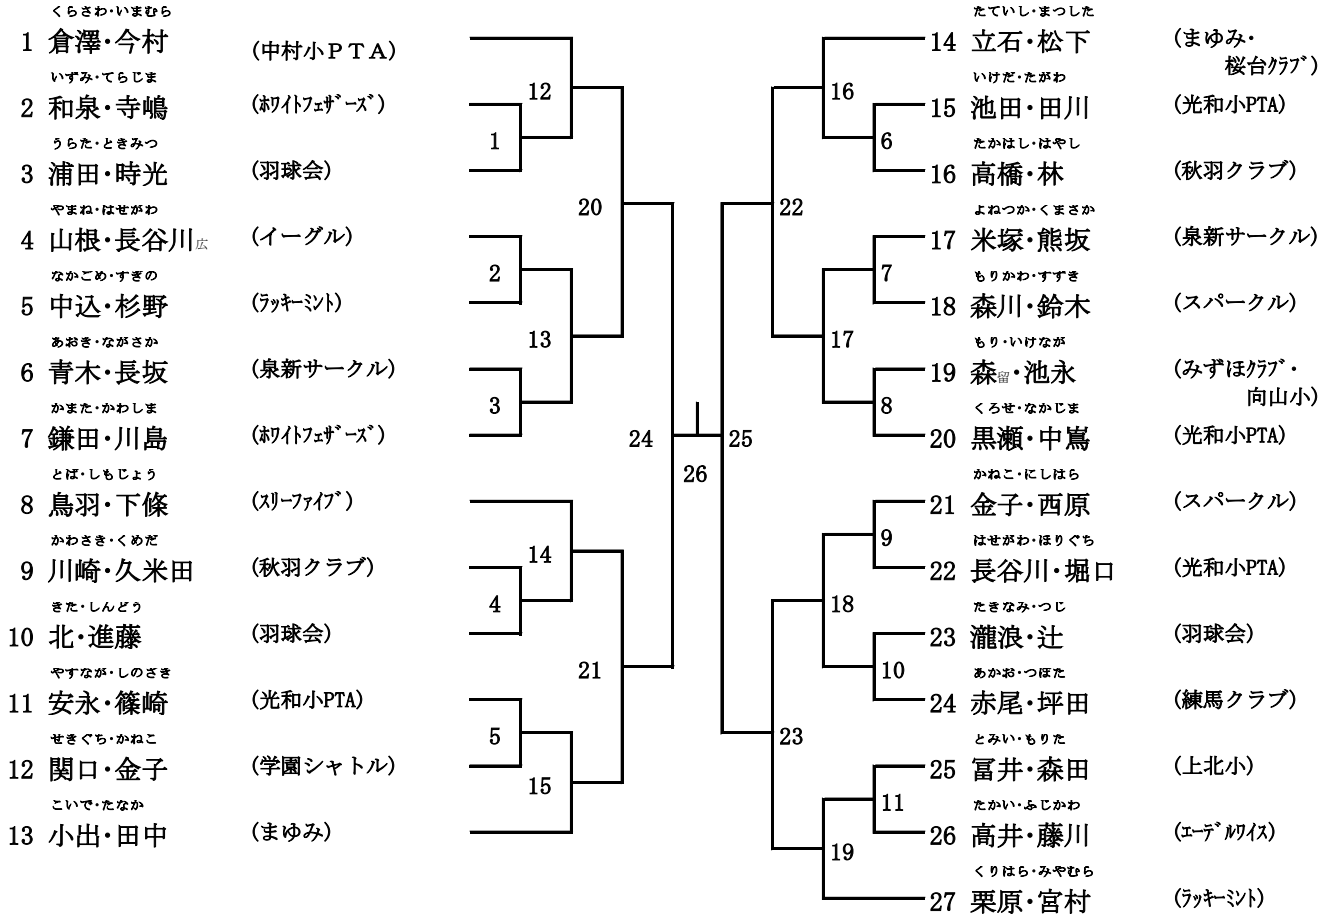 くらさわ・いまむら
1 倉澤・今村 (中村小ＰＴＡ)
いずみ・てらじま
2 和泉・寺嶋 (ﾎﾜｲﾄﾌｪｻﾞｰｽﾞ)
うらた・ときみつ
3 浦田・時光 (羽球会)
やまね・はせがわ
4 山根・長谷川広 (イーグル)
なかごめ・すぎの
5 中込・杉野 (ﾗｯｷｰﾐﾝﾄ)
あおき・ながさか
6 青木・長坂 (泉新サークル)
かまた・かわしま
7 鎌田・川島 (ﾎﾜｲﾄﾌｪｻﾞｰｽﾞ)
とば・しもじょう
8 鳥羽・下條 (ｽﾘｰﾌｧｲﾌﾞ)
かわさき・くめだ
9 川崎・久米田 (秋羽クラブ)
きた・しんどう
10 北・進藤 (羽球会)
やすなが・しのざき
11 安永・篠崎 (光和小PTA)
せきぐち・かねこ
12 関口・金子 (学園シャトル)
こいで・たなか
13 小出・田中 (まゆみ)
12
1
20
2
13
3
24
14
4
21
5
15
26
25
16
6
22
7
17
8
9
18
10
23
11
19
たていし・まつした
14 立石・松下 (まゆみ・
桜台ｸﾗﾌﾞ)
いけだ・たがわ
15 池田・田川 (光和小PTA)
たかはし・はやし
16 高橋・林 (秋羽クラブ)
よねつか・くまさか
17 米塚・熊坂 (泉新サークル)
もりかわ・すずき
18 森川・鈴木 (スパークル)
もり・いけなが
19 森留・池永 (みずほｸﾗﾌﾞ・
向山小)
くろせ・なかじま
20 黒瀬・中嶌 (光和小PTA)
かねこ・にしはら
21 金子・西原 (スパークル)
はせがわ・ほりぐち
22 長谷川・堀口 (光和小PTA)
たきなみ・つじ
23 瀧浪・辻 (羽球会)
あかお・つぼた
24 赤尾・坪田 (練馬クラブ)
とみい・もりた
25 冨井・森田 (上北小)
たかい・ふじかわ
26 高井・藤川 (ｴｰﾃﾞﾙﾜｲｽ)
くりはら・みやむら
27 栗原・宮村 (ﾗｯｷｰﾐﾝﾄ)